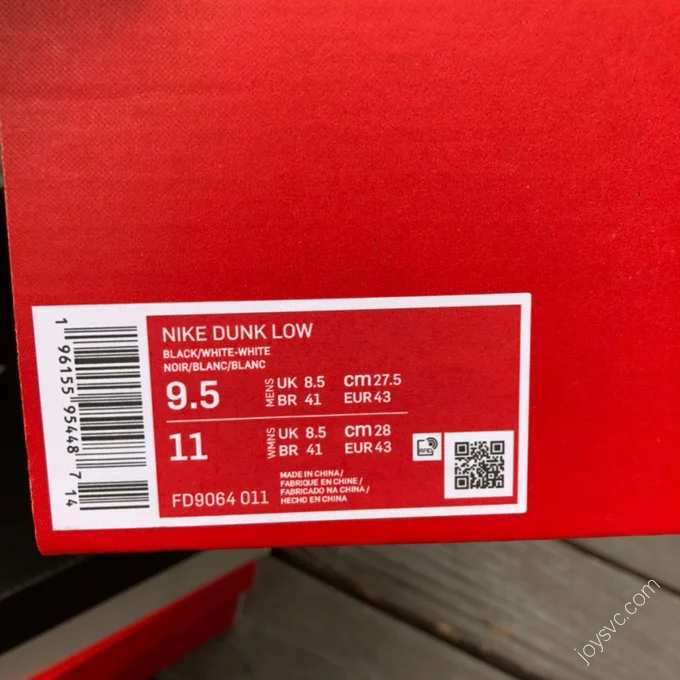 NIKE DUNK LOW
BLACK/WHITE-WHITE
NOIR/BLANC/BLANC
9.5 MENS UK 8.5 cm 27.5
BR 41 EUR 43
11 WMNS UK 8.5 cm 28
BR 41 EUR 43
RFID
FD9064 011
MADE IN CHINA/
FABRIQUE EN CHINE/
FABRICADO NA CHINA/
HECHO EN CHINA
1 96155 95448 7 14
joysvc.com